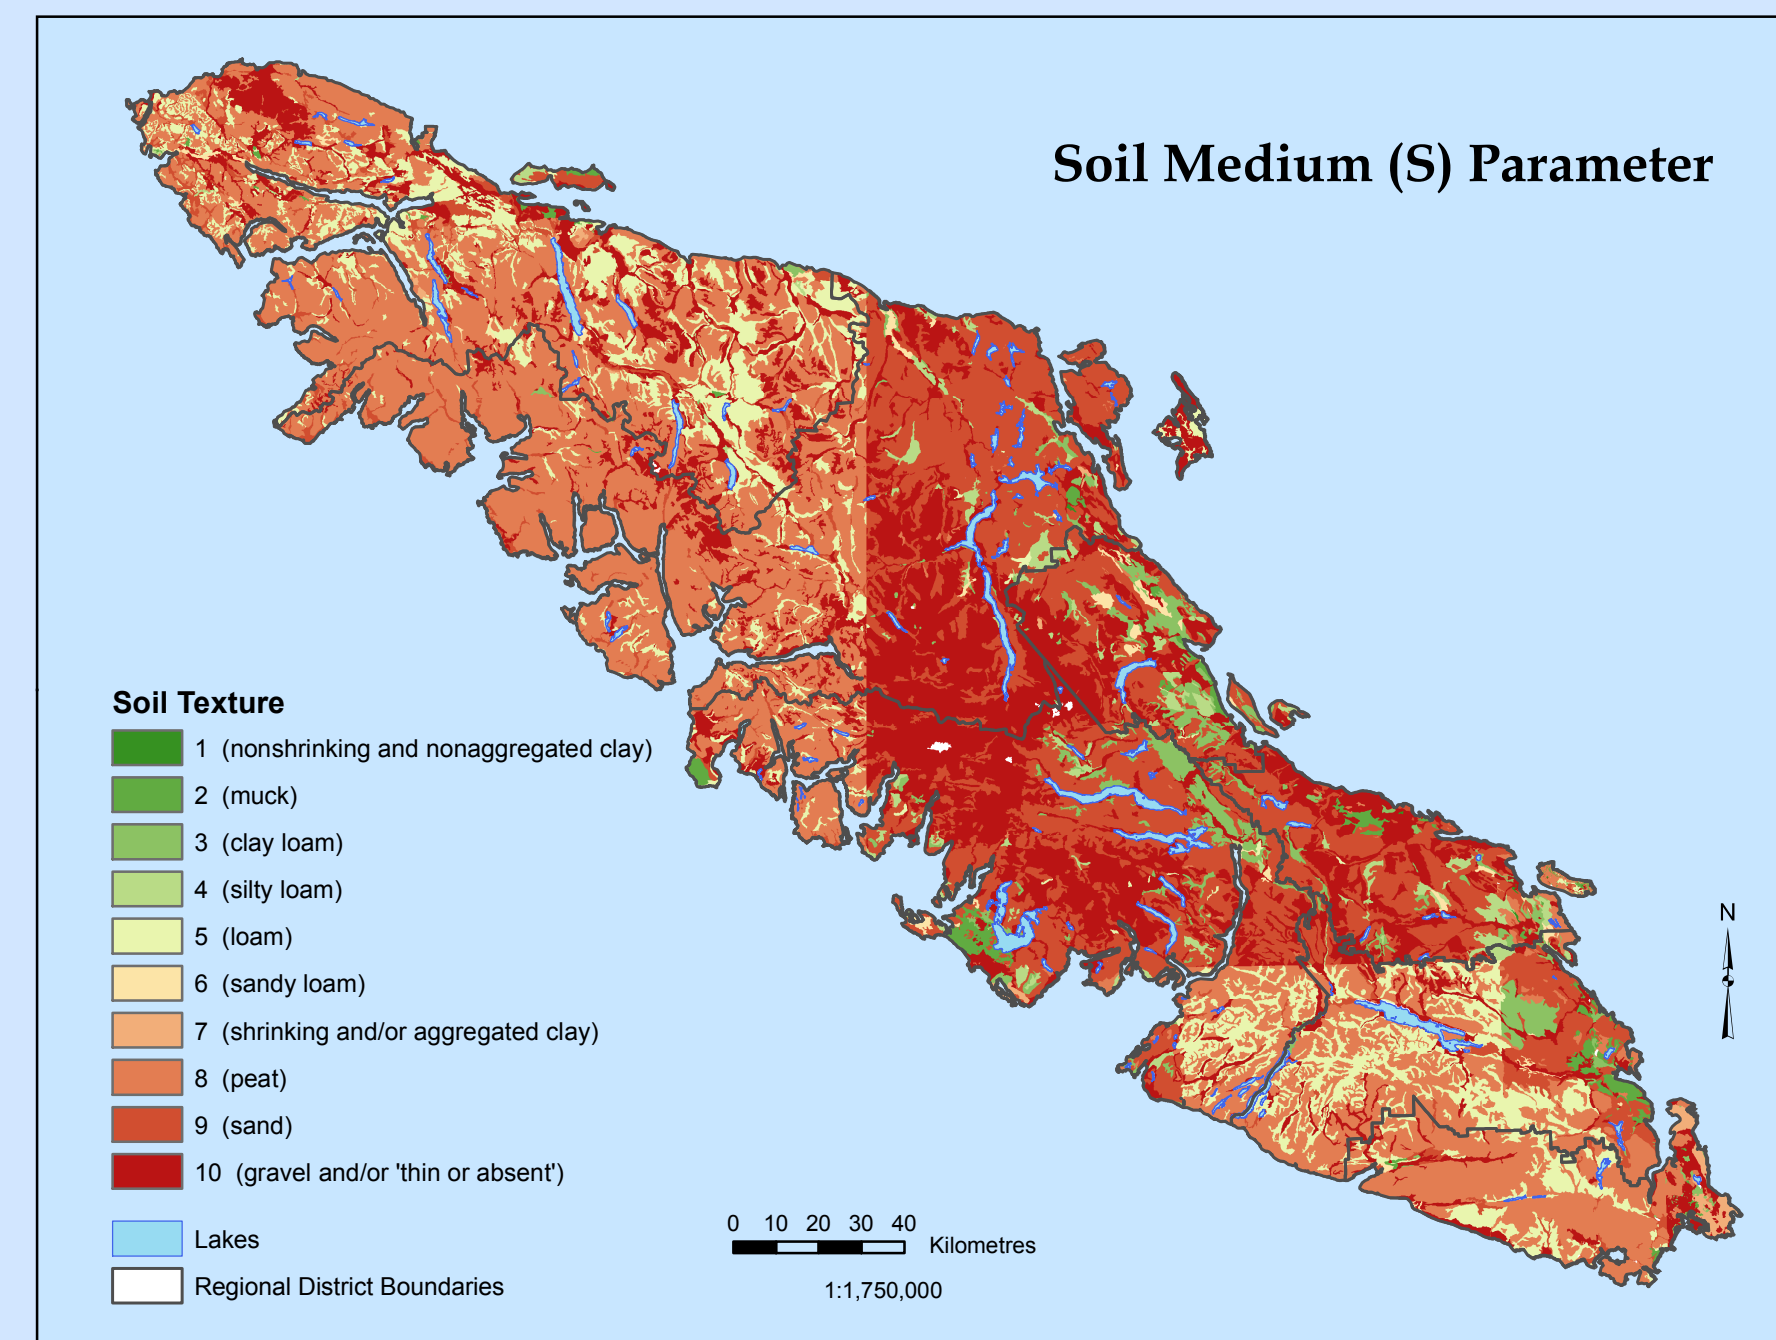 Soil Medium (S) Parameter
Soil Texture
1 (nonshrinking and nonaggregated clay)
2 (muck)
3 (clay loam)
4 (silty loam)
5 (loam)
6 (sandy loam)
7 (shrinking and/or aggregated clay)
8 (peat)
9 (sand)
10 (gravel and/or 'thin or absent')
Lakes
Regional District Boundaries
0 10 20 30 40
Kilometres
1:1,750,000
N